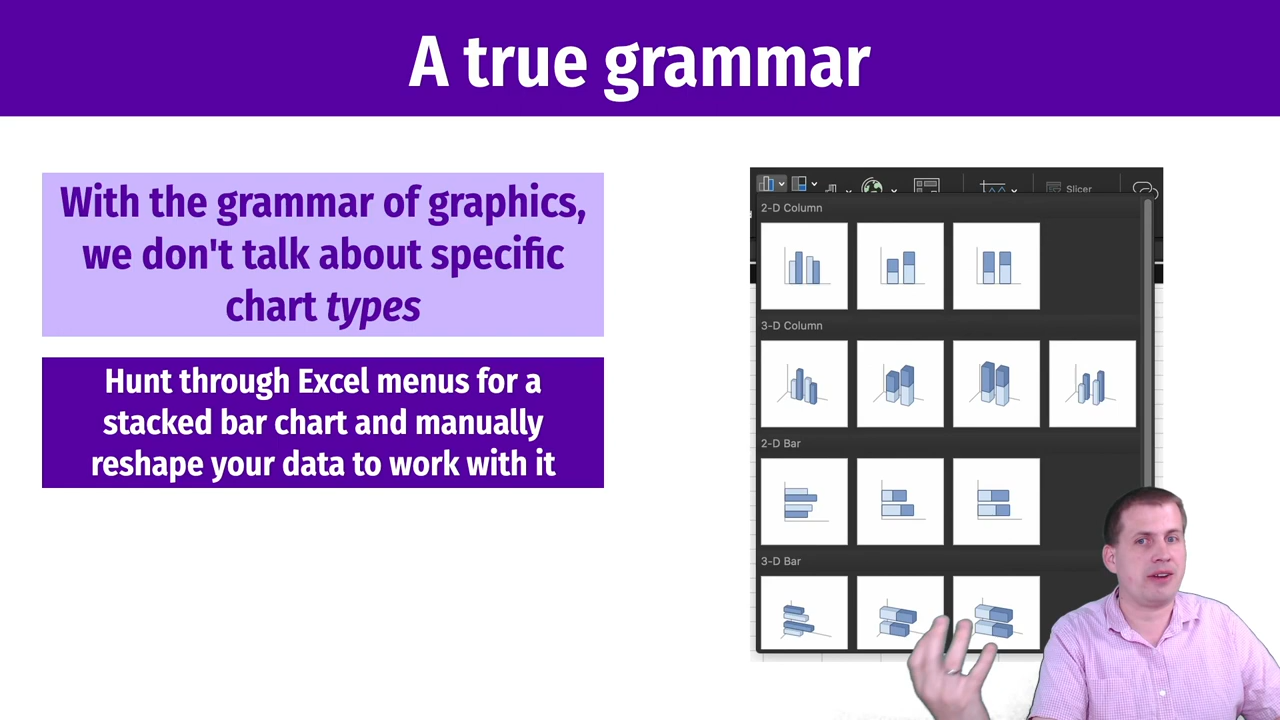 A true grammar
With the grammar of graphics,
we don't talk about specific
chart types
Hunt through Excel menus for a
stacked bar chart and manually
reshape your data to work with it
Slicer
2-D Column
3-D Column
2-D Bar
3-D Bar